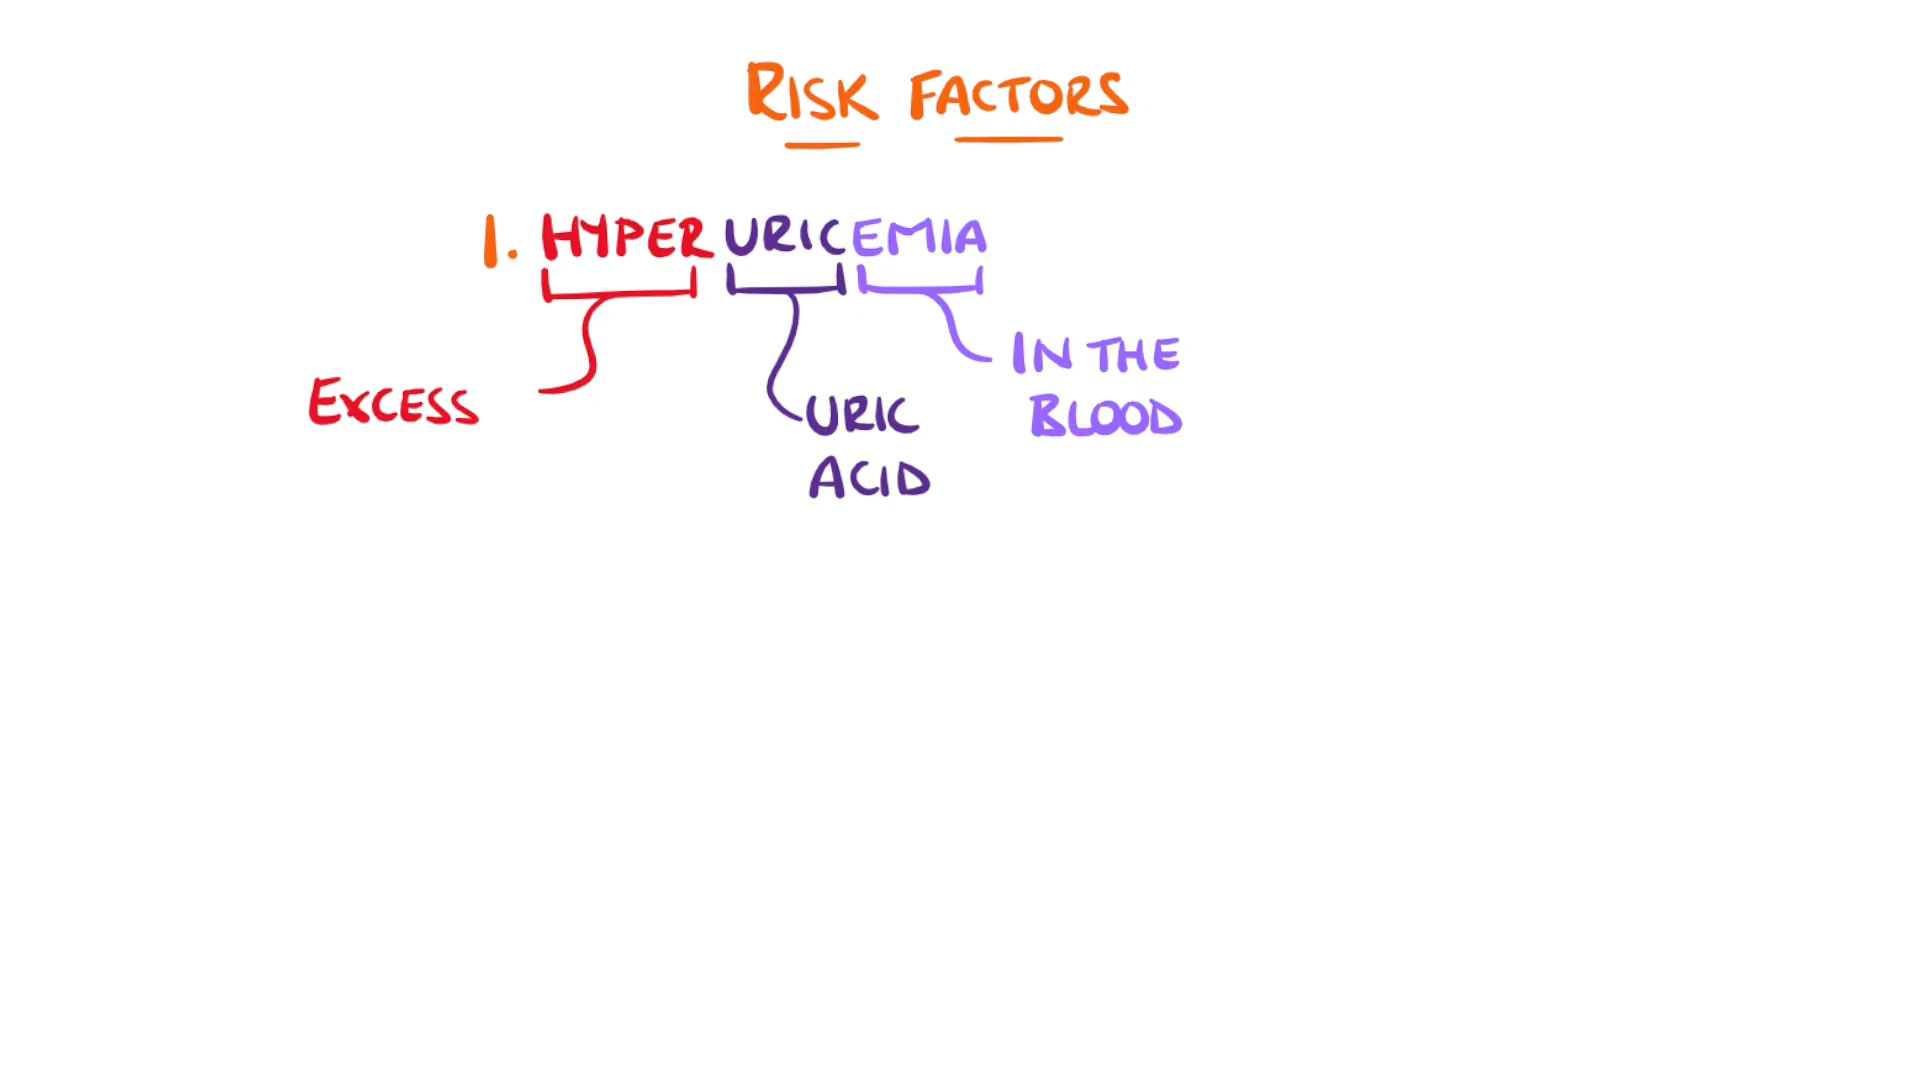 RISK FACTORS
1. HYPERURICEMIA
EXCESS
URIC
ACID
IN THE
BLOOD